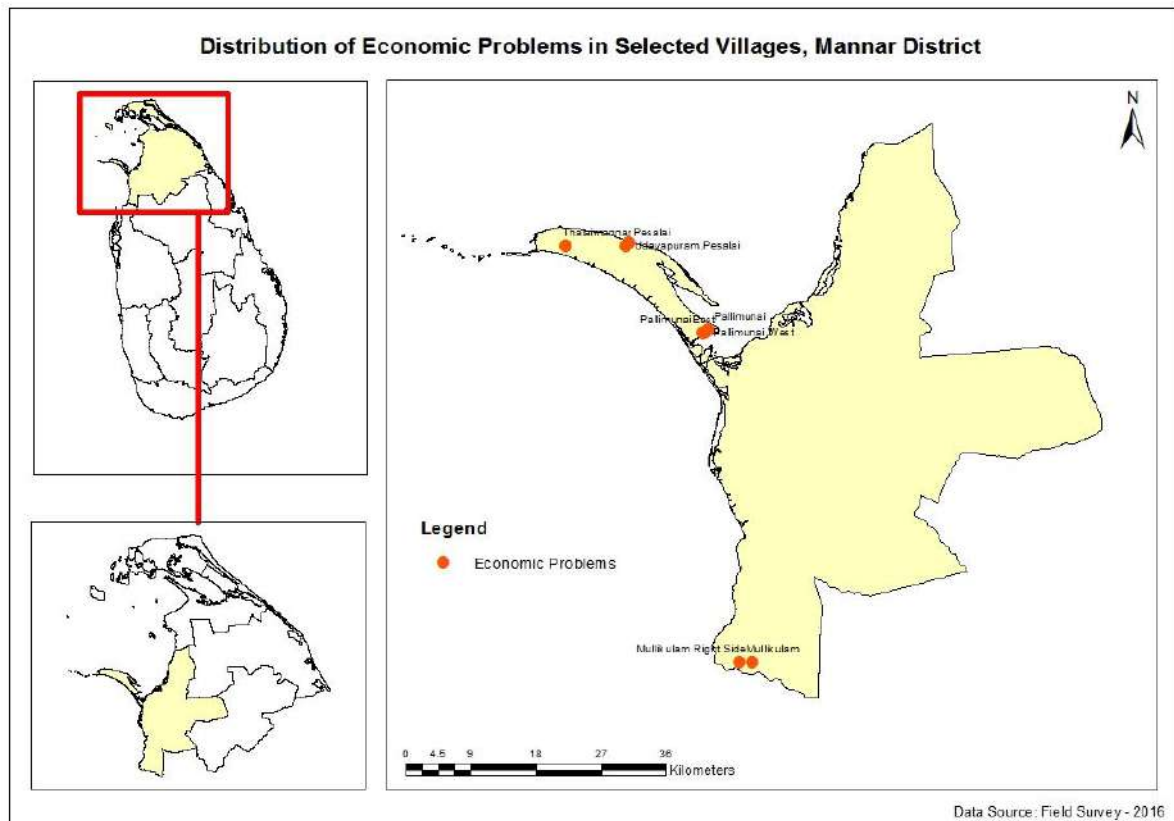 Distribution of Economic Problems in Selected Villages, Mannar District
N
Thalaimannar Pesalai
Udayapuram Pesalai
Pallimunai East
Pallimunai
Pallimunai West
Legend
Economic Problems
Mullikulam Right Side Mullikulam
0 4.5 9 18 27 36
Kilometers
Data Source: Field Survey - 2016